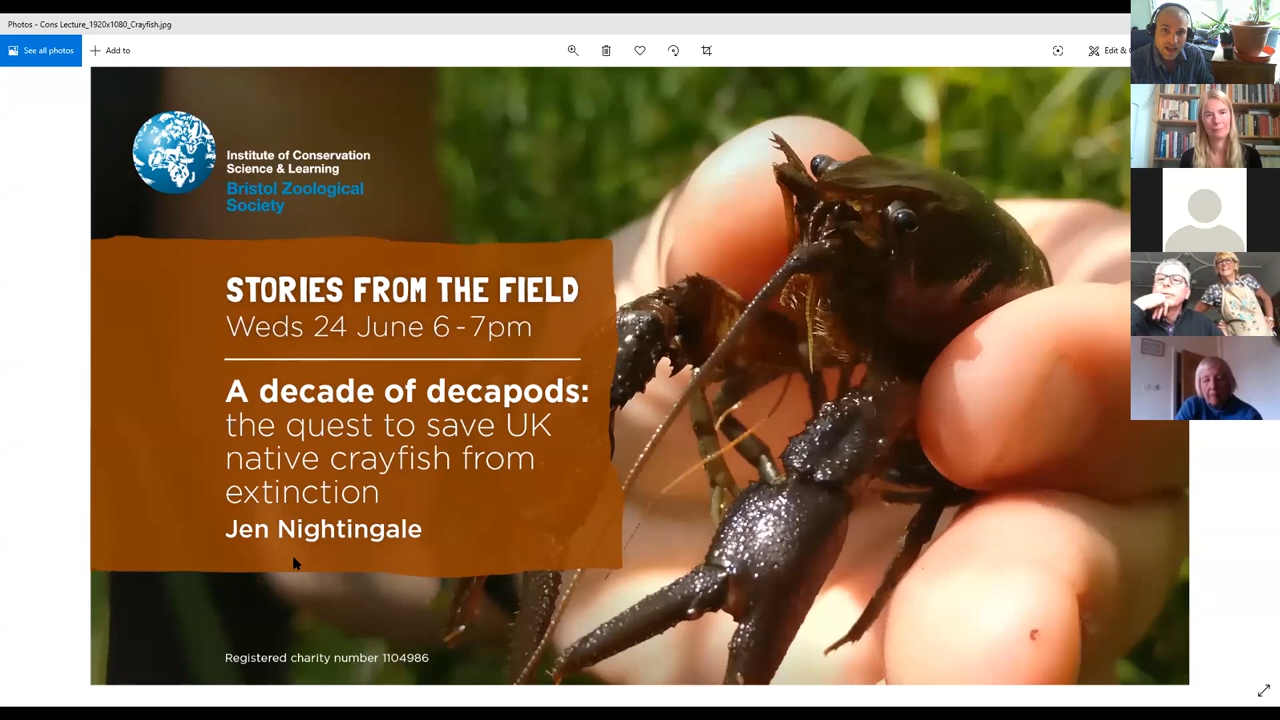 Photos - Cons Lecture_1920x1080_Crayfish.jpg
See all photos
Add to
Edit &
Institute of Conservation
Science & Learning
Bristol Zoological
Society
STORIES FROM THE FIELD
Weds 24 June 6 - 7pm
A decade of decapods:
the quest to save UK
native crayfish from
extinction
Jen Nightingale
Registered charity number 1104986